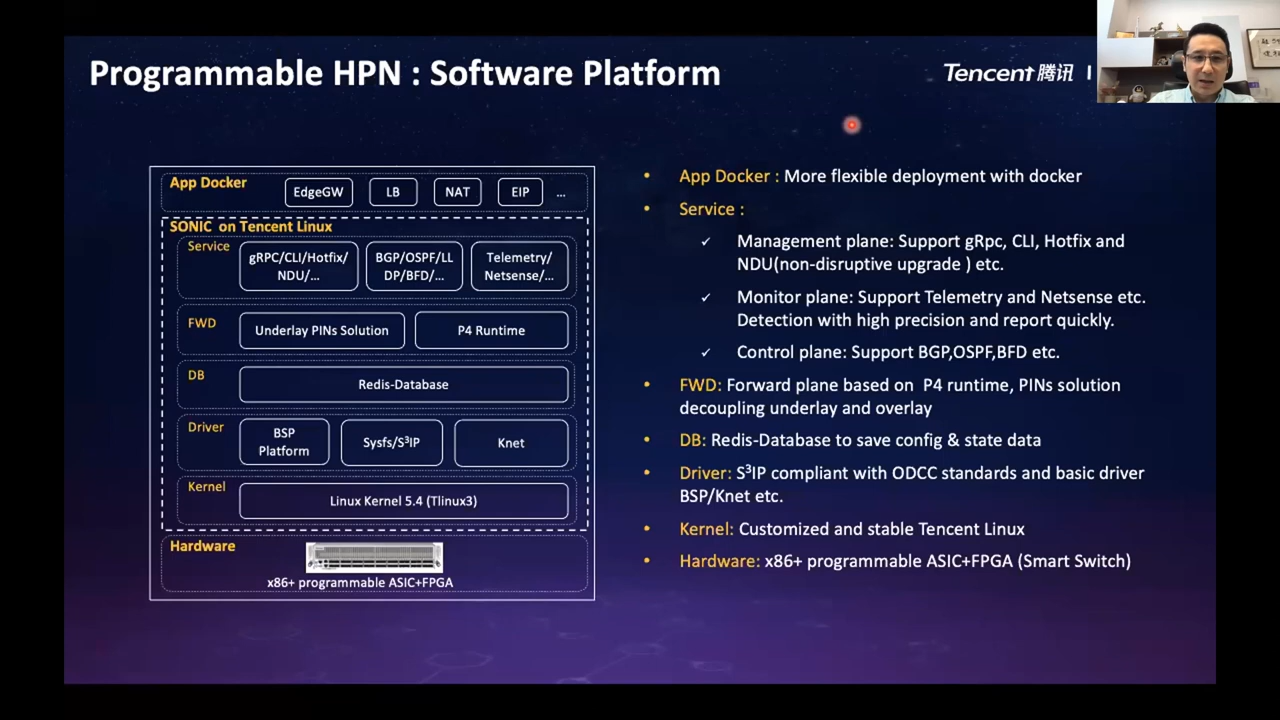 Programmable HPN : Software Platform
Tencent 腾讯
App Docker
EdgeGW
LB
NAT
EIP
...
SONIC on Tencent Linux
Service
gRPC/CLI/Hotfix/
NDU/...
BGP/OSPF/LL
DP/BFD/...
Telemetry/
Netsense/...
FWD
Underlay PINs Solution
P4 Runtime
DB
Redis-Database
Driver
BSP
Platform
Sysfs/S³IP
Knet
Kernel
Linux Kernel 5.4 (Tlinux3)
Hardware
x86+ programmable ASIC+FPGA
• App Docker : More flexible deployment with docker
• Service :
✓ Management plane: Support gRpc, CLI, Hotfix and
NDU(non-disruptive upgrade ) etc.
✓ Monitor plane: Support Telemetry and Netsense etc.
Detection with high precision and report quickly.
✓ Control plane: Support BGP,OSPF,BFD etc.
• FWD: Forward plane based on P4 runtime, PINs solution
decoupling underlay and overlay
• DB: Redis-Database to save config & state data
• Driver: S³IP compliant with ODCC standards and basic driver
BSP/Knet etc.
• Kernel: Customized and stable Tencent Linux
• Hardware: x86+ programmable ASIC+FPGA (Smart Switch)